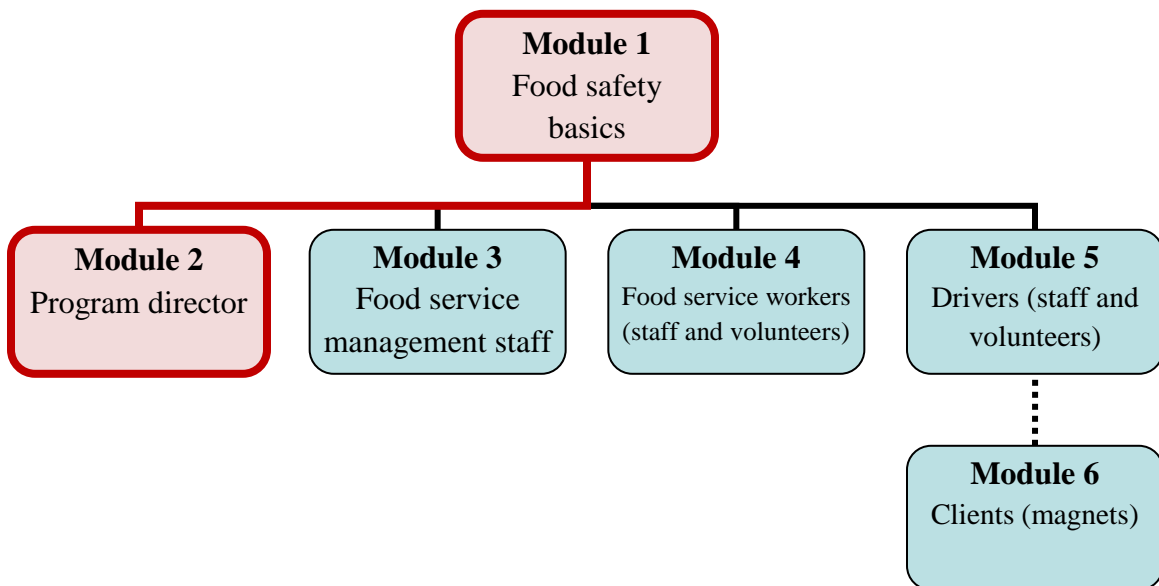 Module 1
Food safety
basics
Module 2
Program director
Module 3
Food service
management staff
Module 4
Food service workers
(staff and volunteers)
Module 5
Drivers (staff and
volunteers)
Module 6
Clients (magnets)